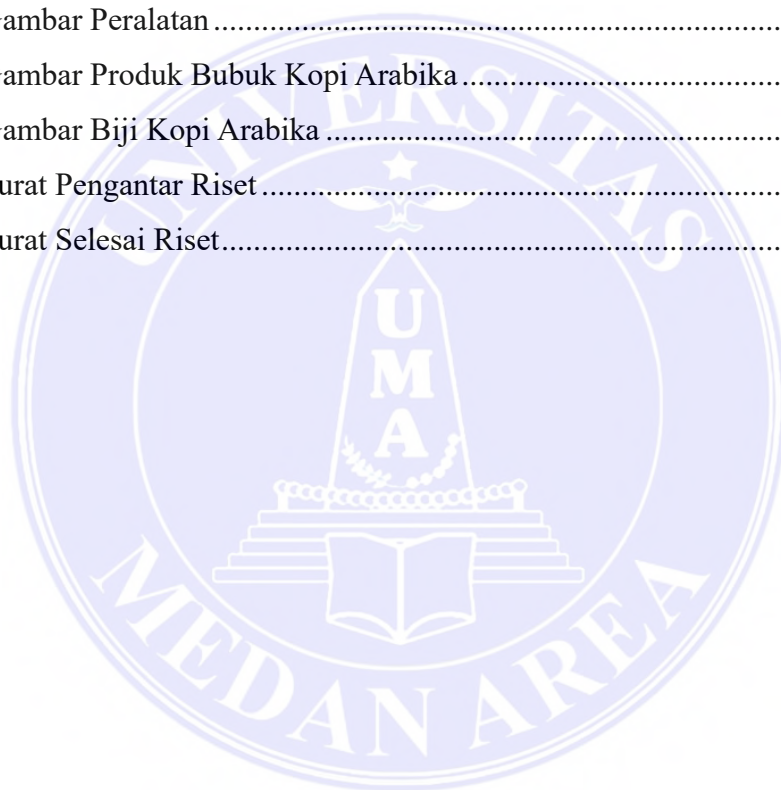 ambar Peralatan
ambar Produk Bubuk Kopi Arabika
ambar Biji Kopi Arabika
urat Pengantar Riset
urat Selesai Riset
UNIVERSITAS
U
M
A
MEDAN AREA